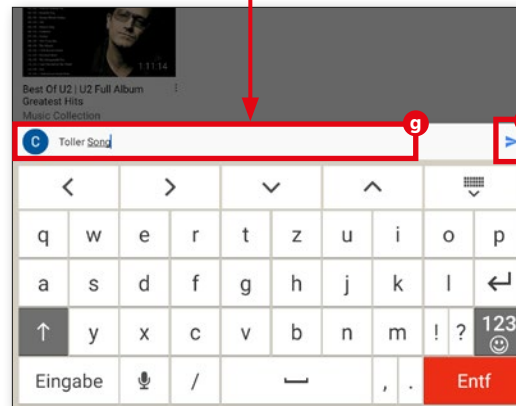 1:11:14
Best Of U2 | U2 Full Album
Greatest Hits
Music Collection
g
C Toller Song
q w e r t z u i o p
a s d f g h j k l
y x c v b n m ! ? 123
Eingabe / , . Entf